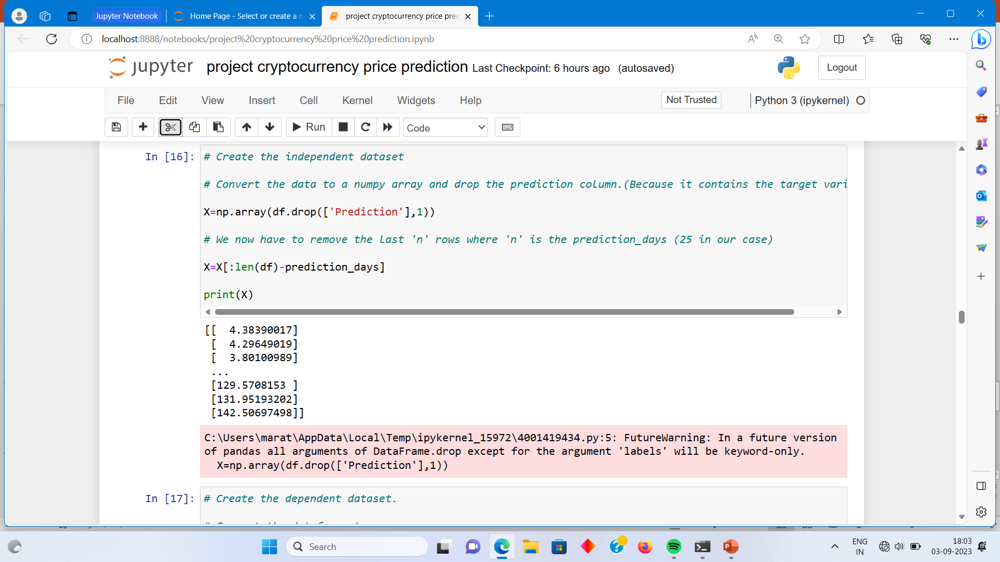 Jupyter Notebook
Home Page - Select or create a n
project cryptocurrency price prec
localhost:8888/notebooks/project%20cryptocurrency%20price%20prediction.ipynb
jupyter project cryptocurrency price prediction Last Checkpoint: 6 hours ago (autosaved)
Logout
File Edit View Insert Cell Kernel Widgets Help
Not Trusted
Python 3 (ipykernel)
Run
Code
In [16]:
# Create the independent dataset
# Convert the data to a numpy array and drop the prediction column.(Because it contains the target vari
X=np.array(df.drop(['Prediction'],1))
# We now have to remove the last 'n' rows where 'n' is the prediction_days (25 in our case)
X=X[:len(df)-prediction_days]
print(X)
[[  4.38390017]
[  4.29649019]
[  3.80100989]
...
[129.5708153 ]
[131.95193202]
[142.50697498]]
C:\Users\marat\AppData\Local\Temp\ipykernel_15972\4001419434.py:5: FutureWarning: In a future version
of pandas all arguments of DataFrame.drop except for the argument 'labels' will be keyword-only.
X=np.array(df.drop(['Prediction'],1))
In [17]:
# Create the dependent dataset.
Search
ENG
IN
18:03
03-09-2023